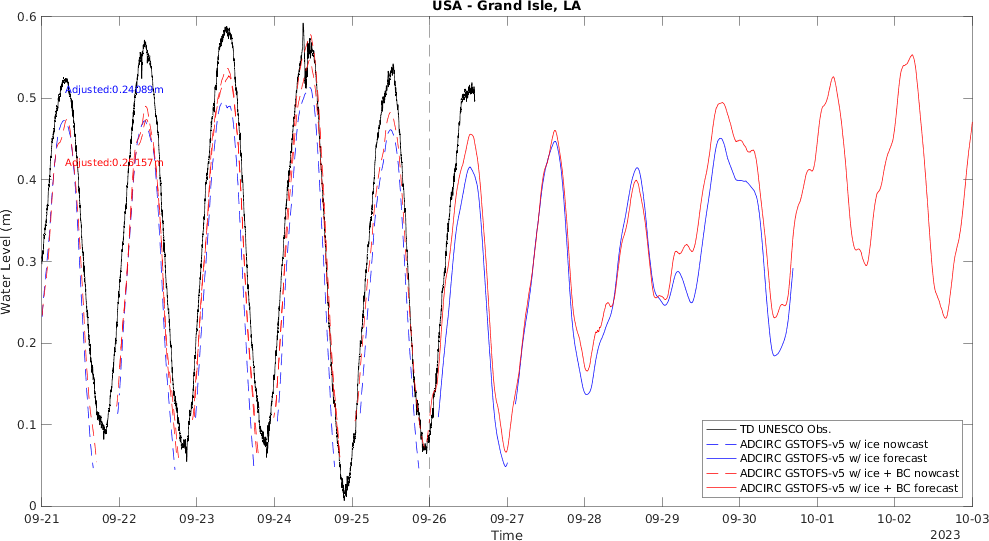 USA - Grand Isle, LA
0.6
0.5
0.4
0.3
0.2
0.1
0
Water Level (m)
Adjusted:0.24089m
Adjusted:0.26157m
TD UNESCO Obs.
ADCIRC GSTOFS-v5 w/ ice nowcast
ADCIRC GSTOFS-v5 w/ ice forecast
ADCIRC GSTOFS-v5 w/ ice + BC nowcast
ADCIRC GSTOFS-v5 w/ ice + BC forecast
09-21 09-22 09-23 09-24 09-25 09-26 09-27 09-28 09-29 09-30 10-01 10-02 10-03
Time
2023